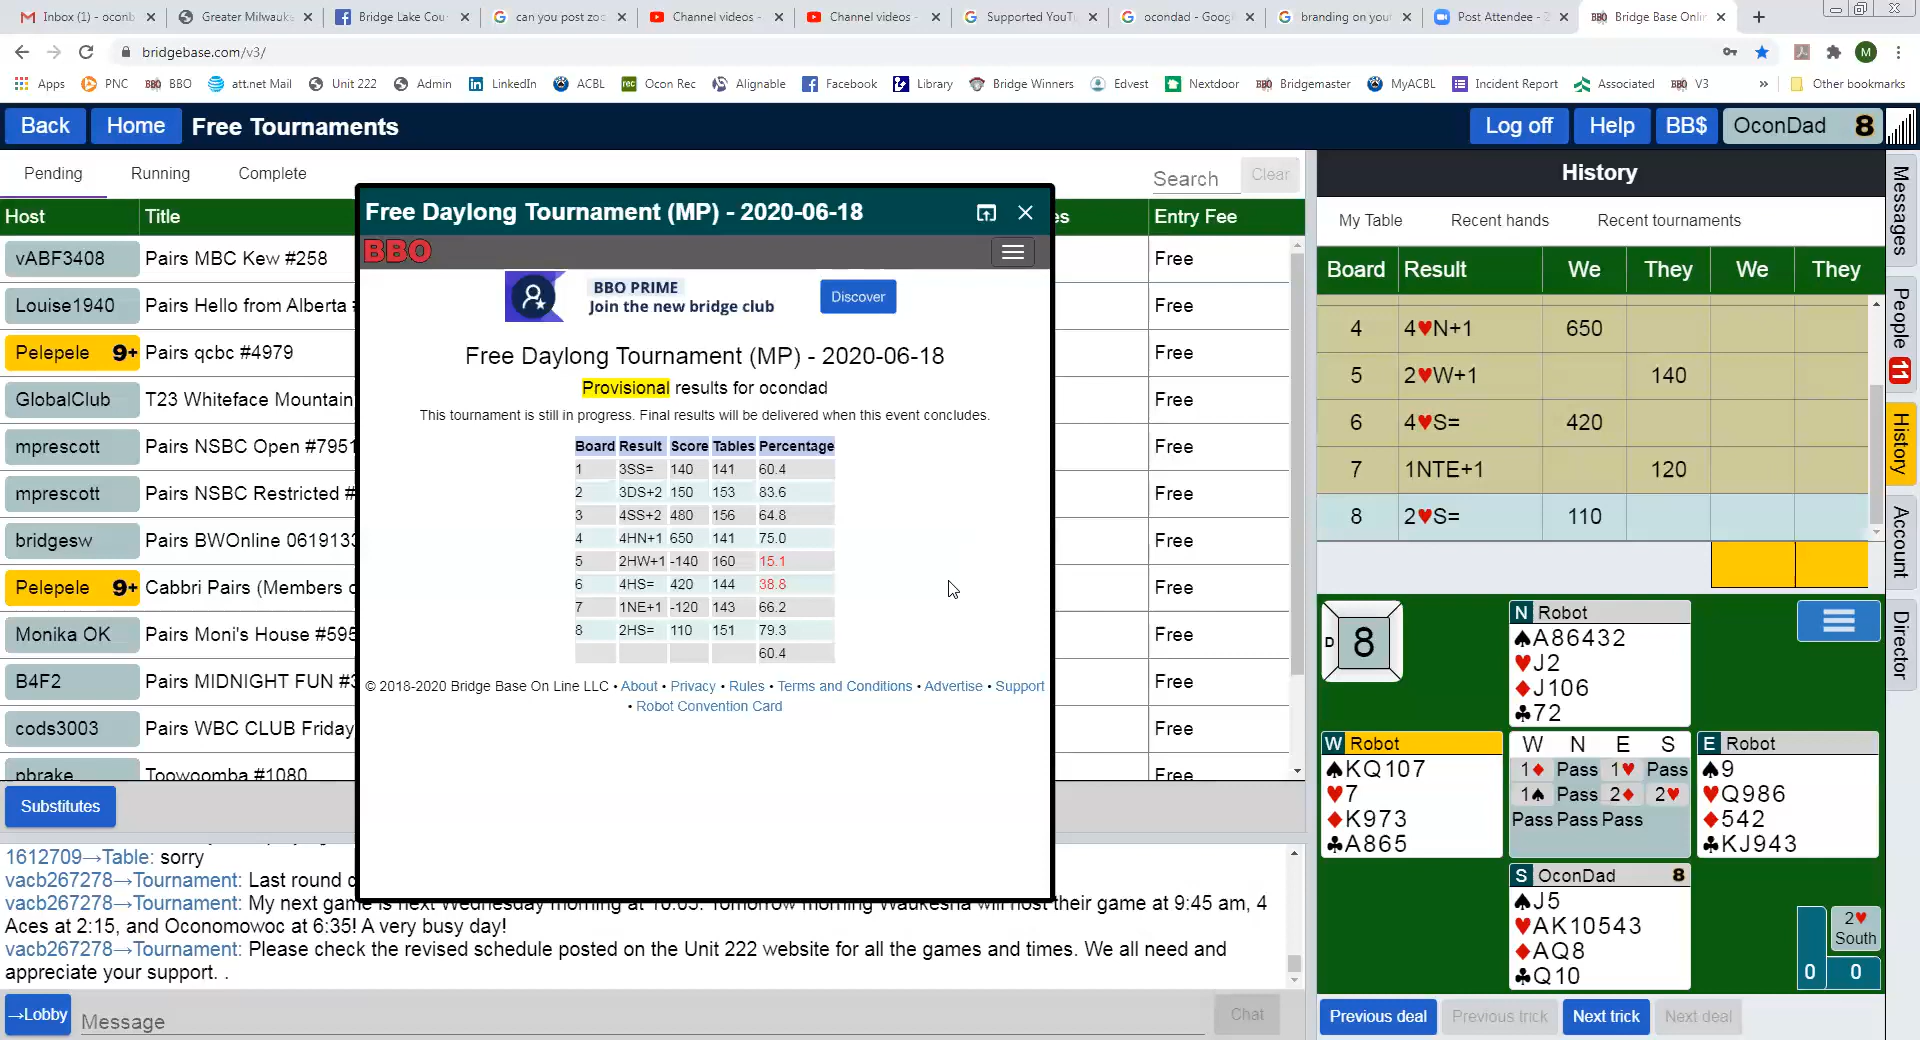 Inbox (1) - oconb
Greater Milwauk
Bridge Lake Cou
can you post zoo
Channel videos -
Channel videos -
Supported YouTu
ocondad - Goog
branding on your
Post Attendee - Z
Bridge Base Onlin
bridgebase.com/v3/
M
Apps PNC BBO att.net Mail Unit 222 Admin LinkedIn ACBL Ocon Rec Alignable Facebook Library Bridge Winners Edvest Nextdoor Bridgemaster MyACBL Incident Report Associated V3 » Other bookmarks
Back Home Free Tournaments Log off Help BB$ OconDad 8
Pending Running Complete Search Clear
Host Title es Entry Fee
vABF3408 Pairs MBC Kew #258 Free
Louise1940 Pairs Hello from Alberta Free
Pelepele 9+ Pairs qcbc #4979 Free
GlobalClub T23 Whiteface Mountain Free
mprescott Pairs NSBC Open #7951 Free
mprescott Pairs NSBC Restricted # Free
bridgesw Pairs BWOnline 0619133 Free
Pelepele 9+ Cabbri Pairs (Members o Free
Monika OK Pairs Moni's House #595 Free
B4F2 Pairs MIDNIGHT FUN #3 Free
cods3003 Pairs WBC CLUB Friday Free
pbrake Toowoomba #1080 Free
Substitutes
Free Daylong Tournament (MP) - 2020-06-18
BBO
BBO PRIME
Join the new bridge club
Discover
Free Daylong Tournament (MP) - 2020-06-18
Provisional results for ocondad
This tournament is still in progress. Final results will be delivered when this event concludes.
Board Result Score Tables Percentage
1 3SS= 140 141 60.4
2 3DS+2 150 153 83.6
3 4SS+2 480 156 64.8
4 4HN+1 650 141 75.0
5 2HW+1 -140 160 15.1
6 4HS= 420 144 38.8
7 1NE+1 -120 143 66.2
8 2HS= 110 151 79.3
60.4
© 2018-2020 Bridge Base On Line LLC • About • Privacy • Rules • Terms and Conditions • Advertise • Support
• Robot Convention Card
1612709→Table: sorry
vacb267278→Tournament: Last round
vacb267278→Tournament: My next game is next Wednesday morning at 10:05. Tomorrow morning Waukesha will host their game at 9:45 am, 4
Aces at 2:15, and Oconomowoc at 6:35! A very busy day!
vacb267278→Tournament: Please check the revised schedule posted on the Unit 222 website for all the games and times. We all need and
appreciate your support. .
→Lobby Message Chat
History
My Table Recent hands Recent tournaments
Board Result We They We They
4 4♥N+1 650
5 2♥W+1 140
6 4♥S= 420
7 1NTE+1 120
8 2♥S= 110
D 8
N Robot
♠A86432
♥J2
♦J106
♣72
W Robot
♠KQ107
♥7
♦K973
♣A865
W N E S
1♦ Pass 1♥ Pass
1♠ Pass 2♦ 2♥
Pass Pass Pass
E Robot
♠9
♥Q986
♦542
♣KJ943
S OconDad 8
♠J5
♥AK10543
♦AQ8
♣Q10
2♥
South
0 0
Previous deal Previous trick Next trick Next deal
Messages
People 11
History
Account
Director